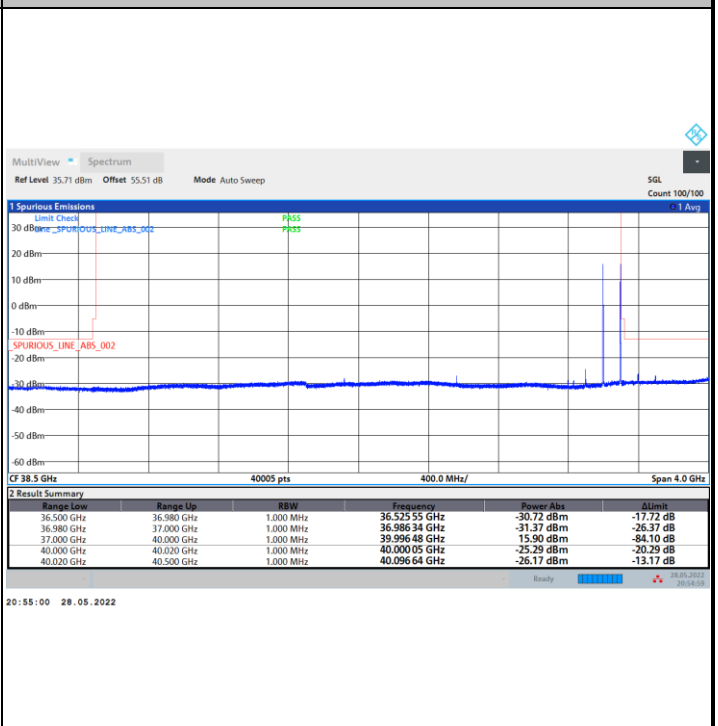 MultiView Spectrum
Ref Level 35.71 dBm Offset 55.51 dB Mode Auto Sweep SGL
Count 100/100
1 Spurious Emissions 1 Avg
Limit Check PASS
30 dBm Line _SPURIOUS_LINE_ABS_002 PASS
20 dBm
10 dBm
0 dBm
-10 dBm
_SPURIOUS_LINE_ABS_002
-20 dBm
-30 dBm
-40 dBm
-50 dBm
-60 dBm
CF 38.5 GHz 40005 pts 400.0 MHz/ Span 4.0 GHz
2 Result Summary
Range Low Range Up RBW Frequency Power Abs ΔLimit
36.500 GHz 36.980 GHz 1.000 MHz 36.525 55 GHz -30.72 dBm -17.72 dB
36.980 GHz 37.000 GHz 1.000 MHz 36.986 34 GHz -31.37 dBm -26.37 dB
37.000 GHz 40.000 GHz 1.000 MHz 39.996 48 GHz 15.90 dBm -84.10 dB
40.000 GHz 40.020 GHz 1.000 MHz 40.000 05 GHz -25.29 dBm -20.29 dB
40.020 GHz 40.500 GHz 1.000 MHz 40.096 64 GHz -26.17 dBm -13.17 dB
Ready 28.05.2022
20:54:59
20:55:00 28.05.2022